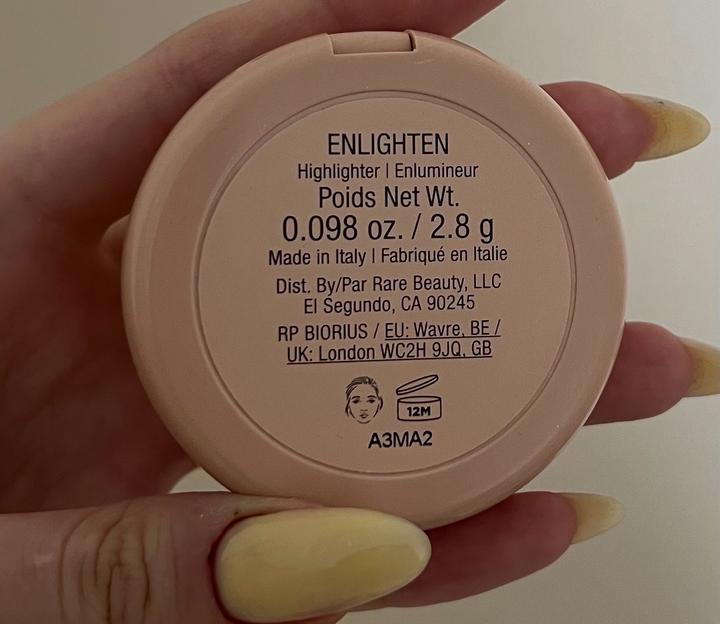 ENLIGHTEN
Highlighter | Enlumineur
Poids Net Wt.
0.098 oz. / 2.8 g
Made in Italy | Fabriqué en Italie
Dist. By/Par Rare Beauty, LLC
El Segundo, CA 90245
RP BIORIUS / EU: Wavre, BE /
UK: London WC2H 9JQ, GB
12M
A3MA2